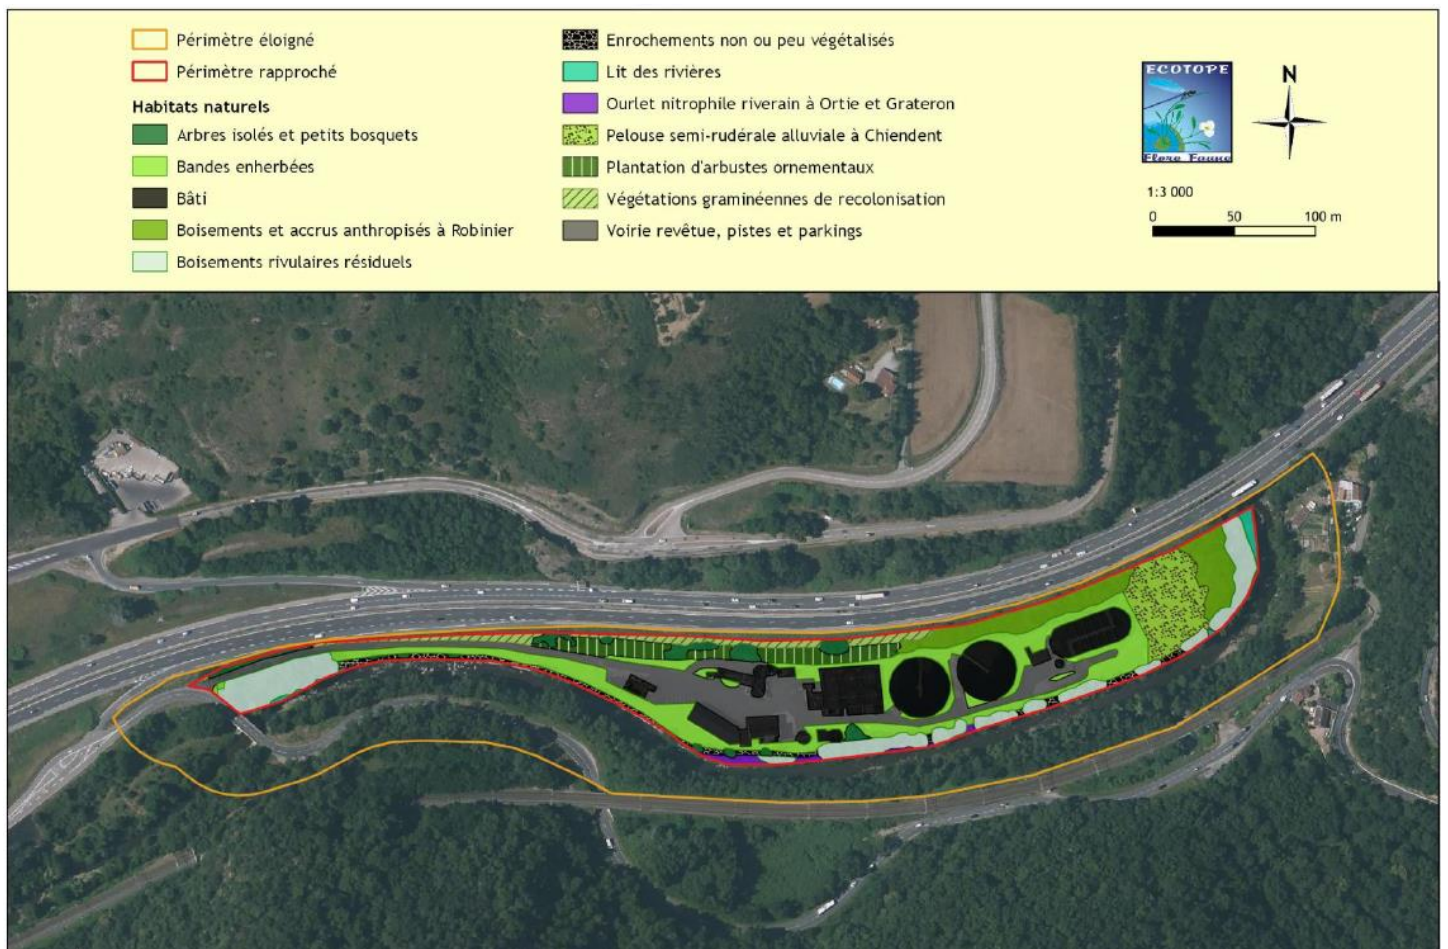 Périmètre éloigné
Périmètre rapproché
Habitats naturels
Arbres isolés et petits bosquets
Bandes enherbées
Bâti
Boisements et accrus anthropisés à Robinier
Boisements rivulaires résiduels
Enrochements non ou peu végétalisés
Lit des rivières
Ourlet nitrophile riverain à Ortie et Grateron
Pelouse semi-rudérale alluviale à Chiendent
Plantation d'arbustes ornementaux
Végétations graminéennes de recolonisation
Voirie revêtue, pistes et parkings
ECOTOPE
Flore Faune
N
1:3 000
0 50 100 m